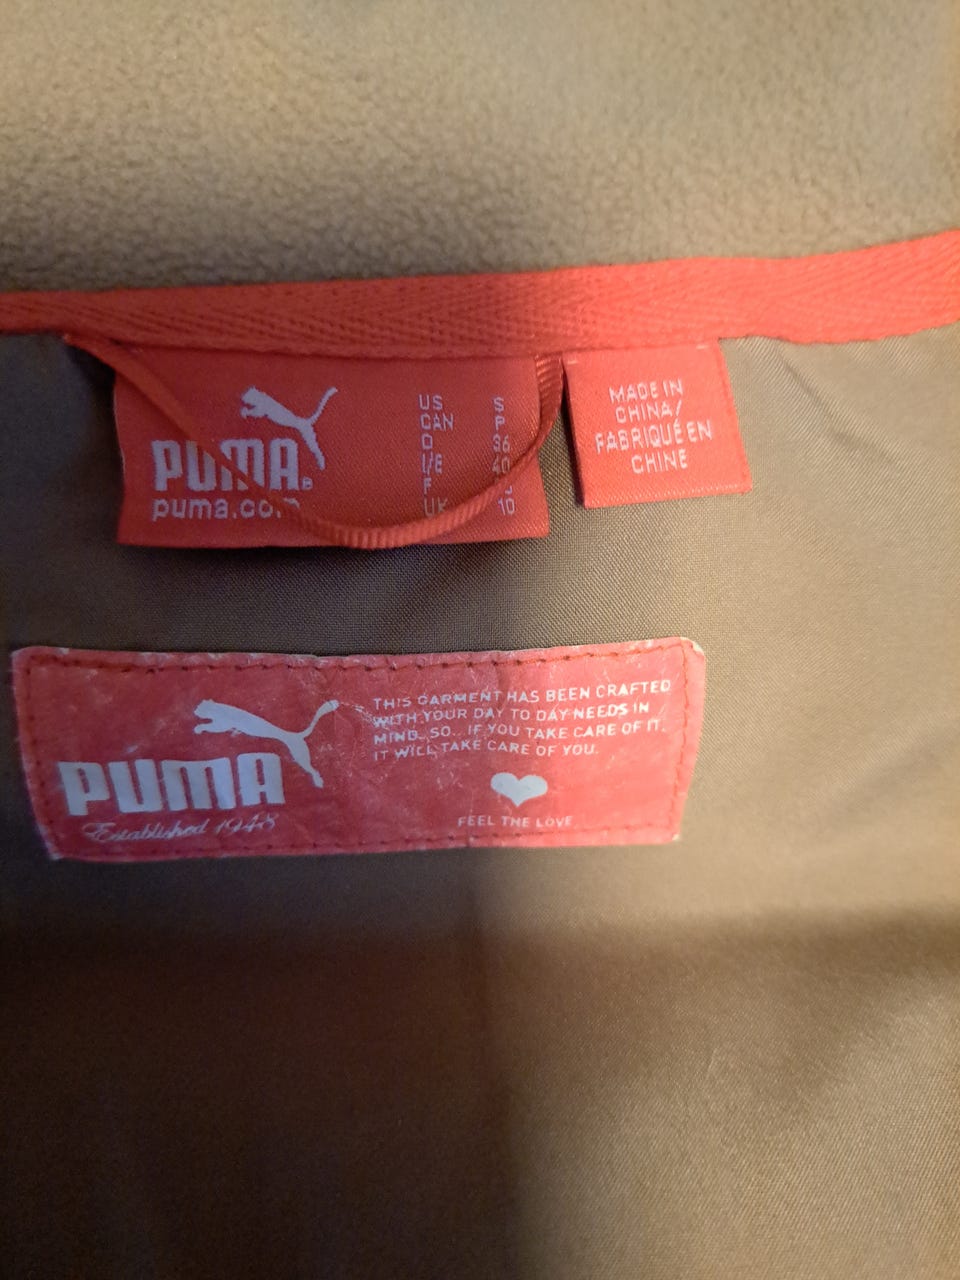 PUMA®
puma.com
US S
CAN P
D 36
I/E 40
F
UK 10
MADE IN
CHINA/
FABRIQUÉ EN
CHINE
PUMA
Established 1948
THIS GARMENT HAS BEEN CRAFTED
WITH YOUR DAY TO DAY NEEDS IN
MIND. SO.. IF YOU TAKE CARE OF IT.
IT WILL TAKE CARE OF YOU.
FEEL THE LOVE